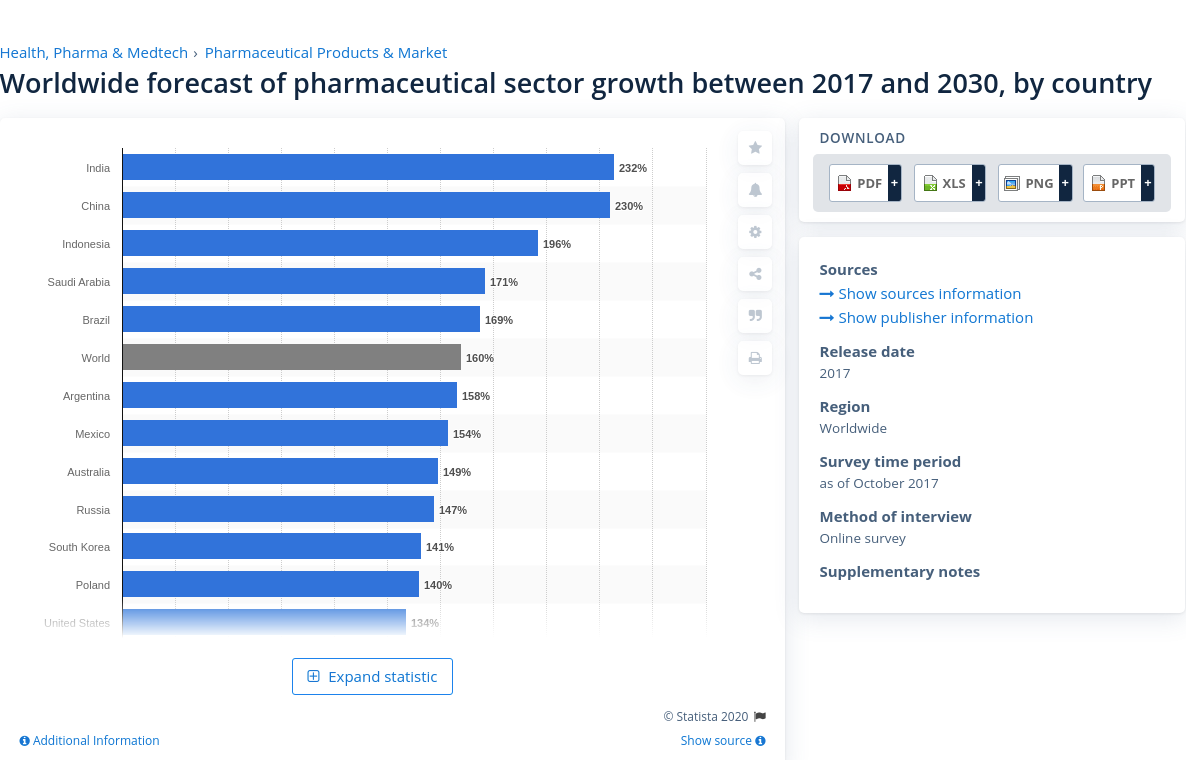 Health, Pharma & Medtech › Pharmaceutical Products & Market
Worldwide forecast of pharmaceutical sector growth between 2017 and 2030, by country
India 232%
China 230%
Indonesia 196%
Saudi Arabia 171%
Brazil 169%
World 160%
Argentina 158%
Mexico 154%
Australia 149%
Russia 147%
South Korea 141%
Poland 140%
United States 134%
Expand statistic
© Statista 2020
Additional Information
Show source
DOWNLOAD
PDF + XLS + PNG + PPT +
Sources
Show sources information
Show publisher information
Release date
2017
Region
Worldwide
Survey time period
as of October 2017
Method of interview
Online survey
Supplementary notes